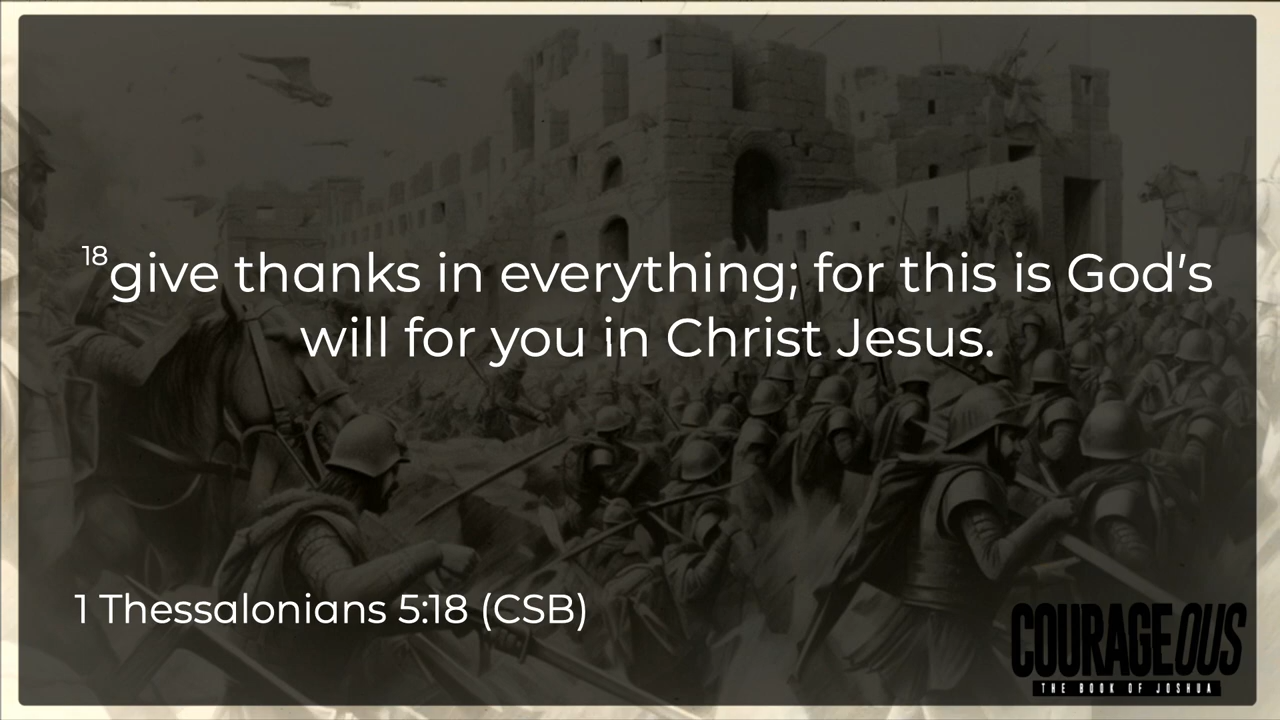 18give thanks in everything; for this is God's
will for you in Christ Jesus.
1 Thessalonians 5:18 (CSB)
COURAGEOUS
THE BOOK OF JOSHUA